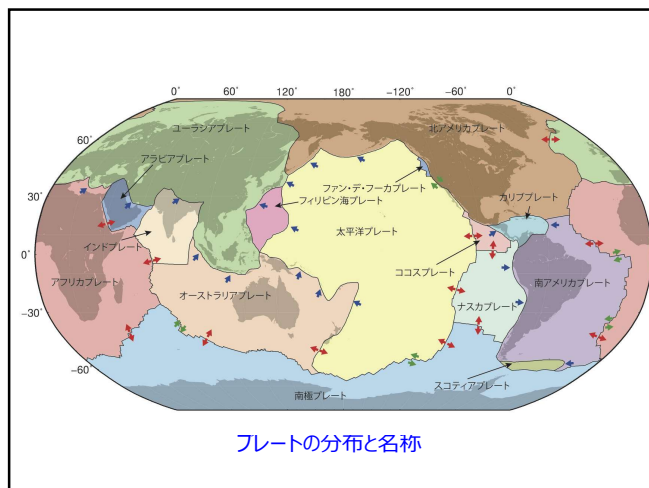 0° 60° 120° −180° −120° −60° 0°
60°
30°
0°
−30°
−60°
60°
30°
0°
ユーラシアプレート
北アメリカプレート
アラビアプレート
ファン・デ・フーカプレート
カリブプレート
フィリピン海プレート
太平洋プレート
インドプレート
ココスプレート
アフリカプレート
オーストラリアプレート
ナスカプレート
南アメリカプレート
スコティアプレート
南極プレート
プレートの分布と名称